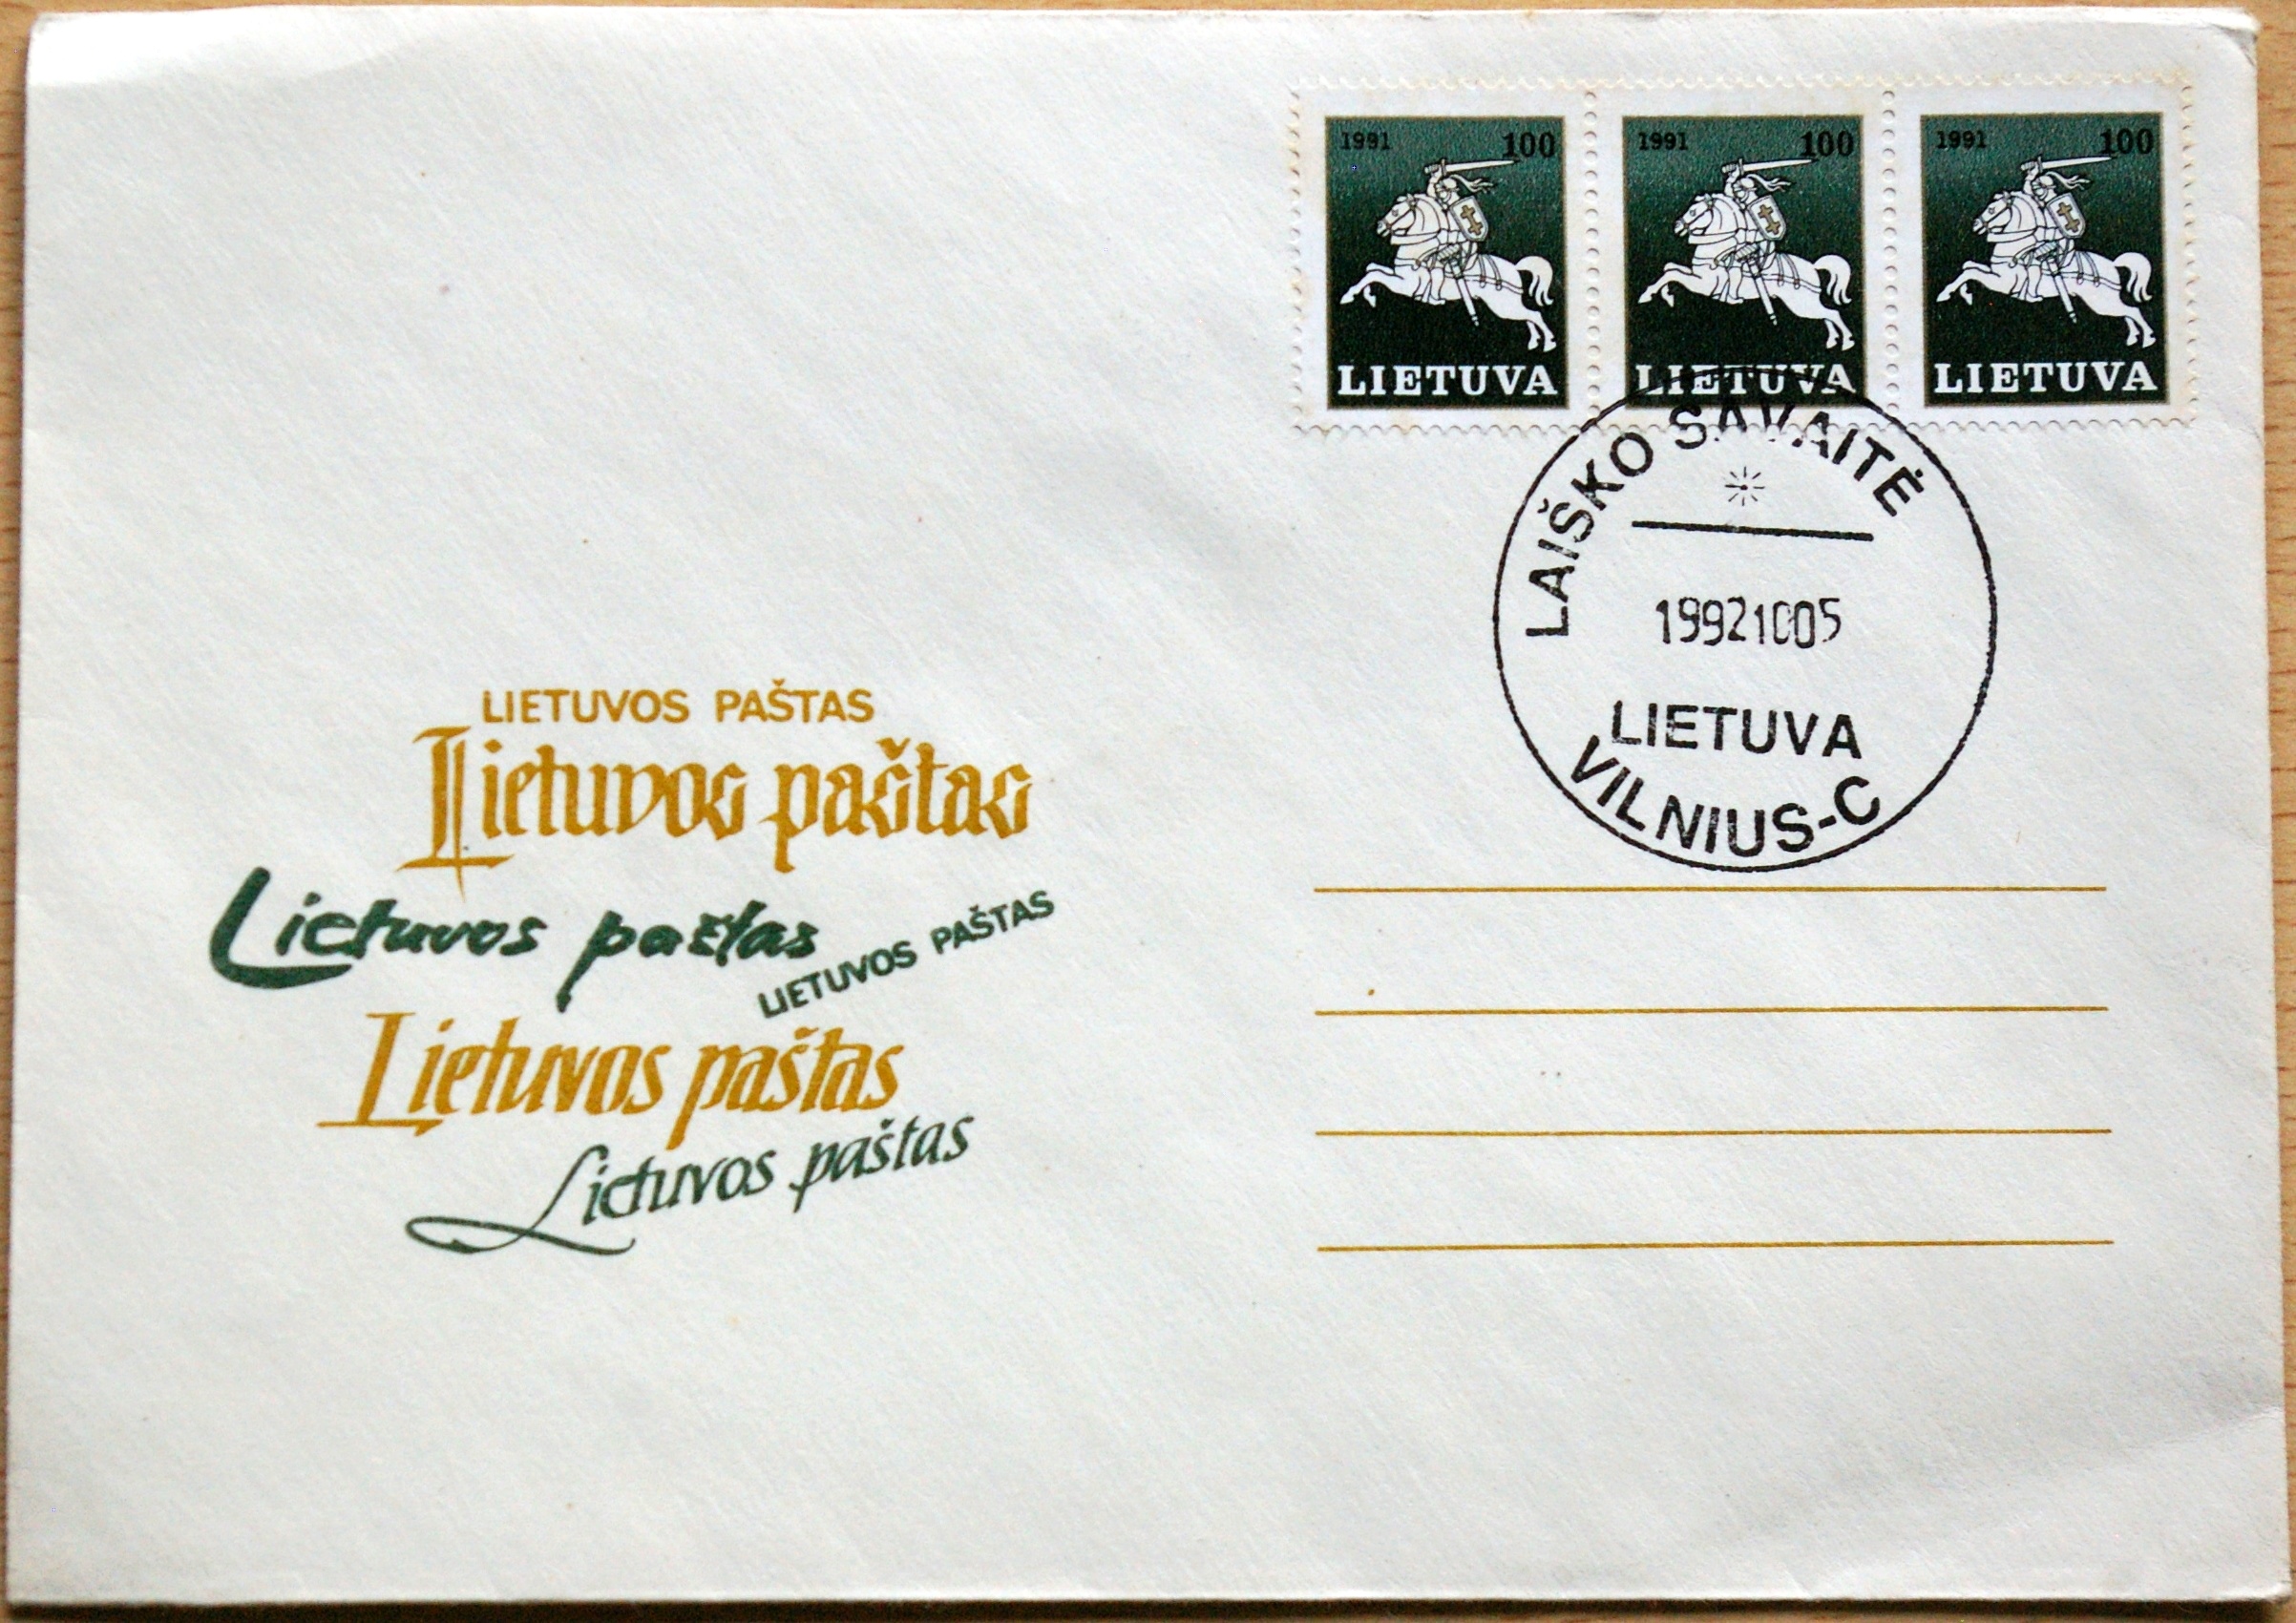 1991 100
LIETUVA
1991 100
LIETUVA
1991 100
LIETUVA
LAIŠKO SAVAITĖ
19921005
LIETUVA
VILNIUS-C
LIETUVOS PAŠTAS
Lietuvos paštas
Lietuvos paštas
LIETUVOS PAŠTAS
Lietuvos paštas
Lietuvos paštas